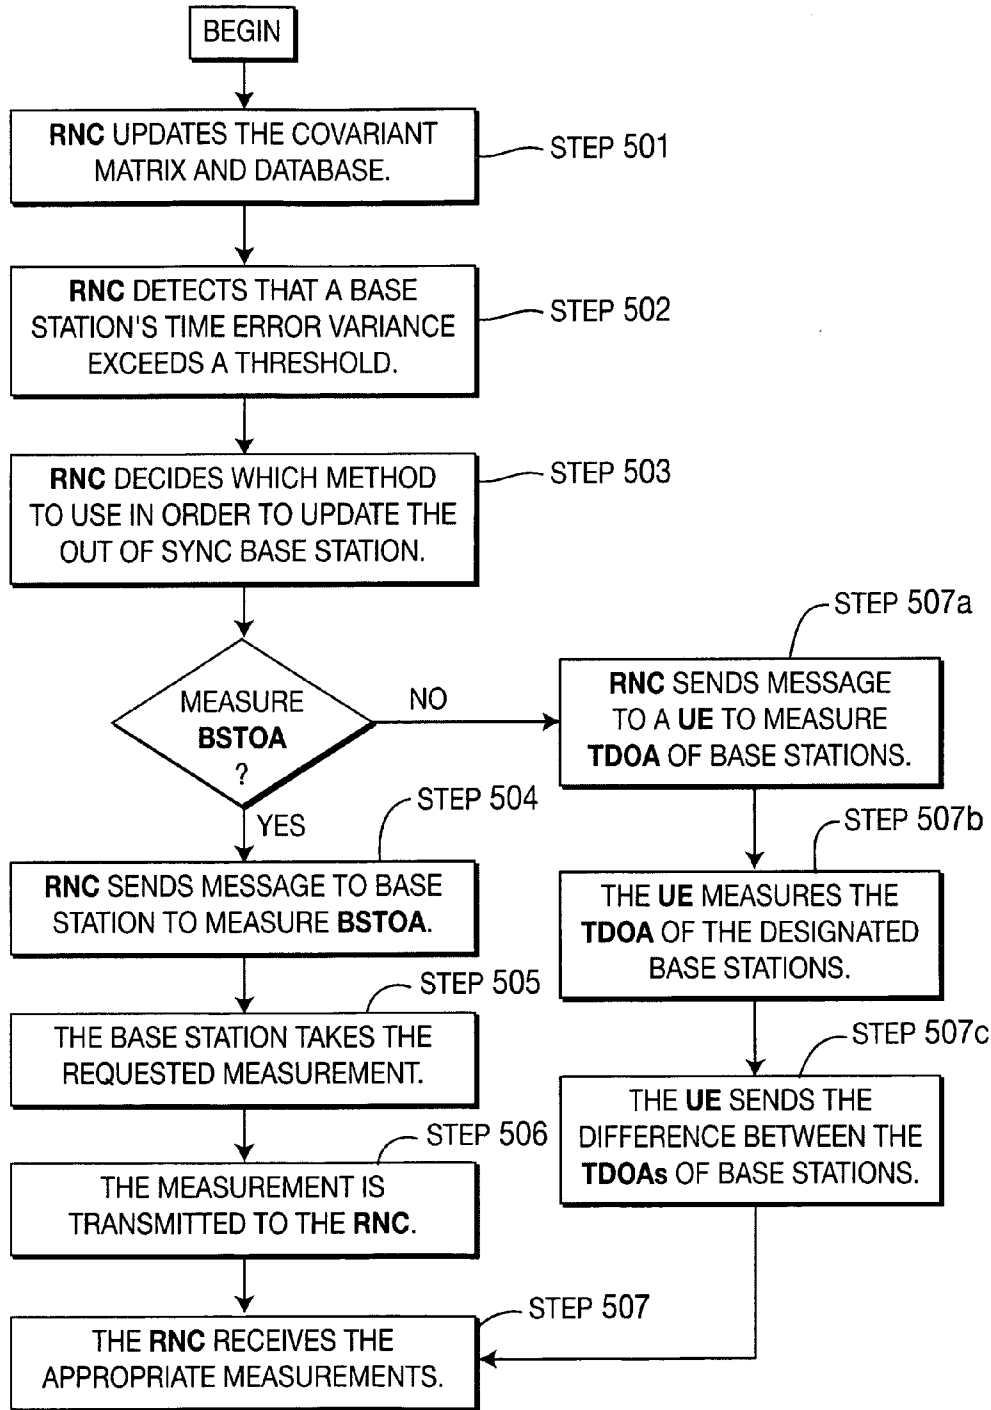 BEGIN
RNC UPDATES THE COVARIANT
MATRIX AND DATABASE.
STEP 501
RNC DETECTS THAT A BASE
STATION'S TIME ERROR VARIANCE
EXCEEDS A THRESHOLD.
STEP 502
RNC DECIDES WHICH METHOD
TO USE IN ORDER TO UPDATE THE
OUT OF SYNC BASE STATION.
STEP 503
MEASURE
BSTOA
?
NO
YES
STEP 507a
RNC SENDS MESSAGE
TO A UE TO MEASURE
TDOA OF BASE STATIONS.
STEP 504
RNC SENDS MESSAGE TO BASE
STATION TO MEASURE BSTOA.
STEP 507b
THE UE MEASURES THE
TDOA OF THE DESIGNATED
BASE STATIONS.
STEP 505
THE BASE STATION TAKES THE
REQUESTED MEASUREMENT.
STEP 507c
THE UE SENDS THE
DIFFERENCE BETWEEN THE
TDOAs OF BASE STATIONS.
STEP 506
THE MEASUREMENT IS
TRANSMITTED TO THE RNC.
STEP 507
THE RNC RECEIVES THE
APPROPRIATE MEASUREMENTS.